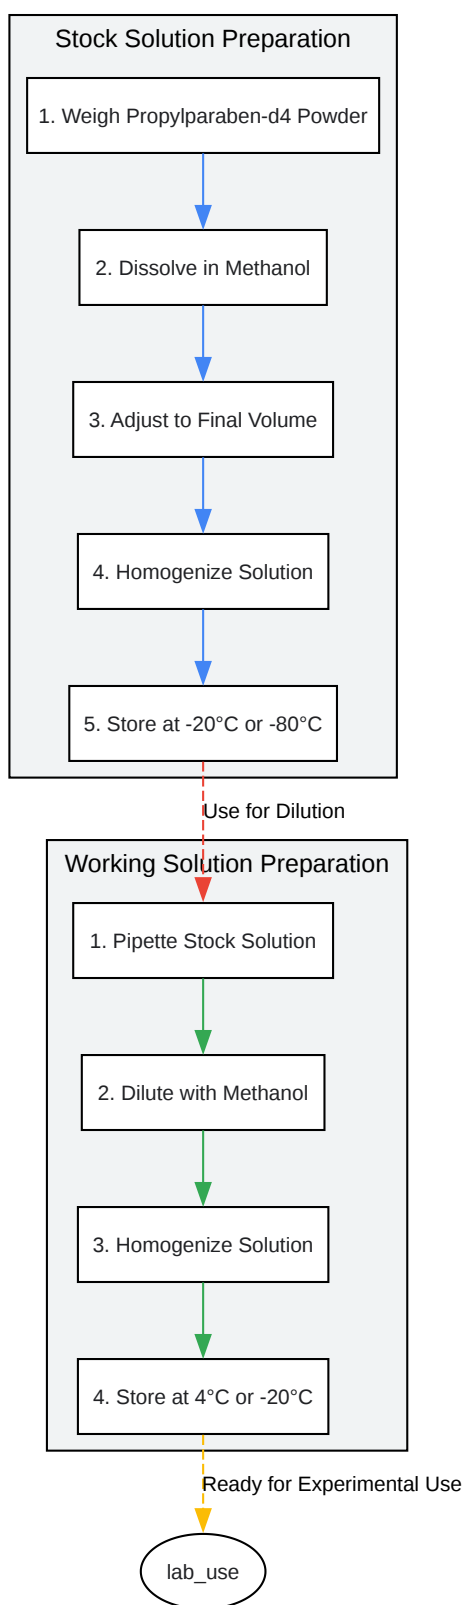 Stock Solution Preparation
1. Weigh Propylparaben-d4 Powder
2. Dissolve in Methanol
3. Adjust to Final Volume
4. Homogenize Solution
5. Store at -20°C or -80°C
Use for Dilution
Working Solution Preparation
1. Pipette Stock Solution
2. Dilute with Methanol
3. Homogenize Solution
4. Store at 4°C or -20°C
Ready for Experimental Use
lab_use